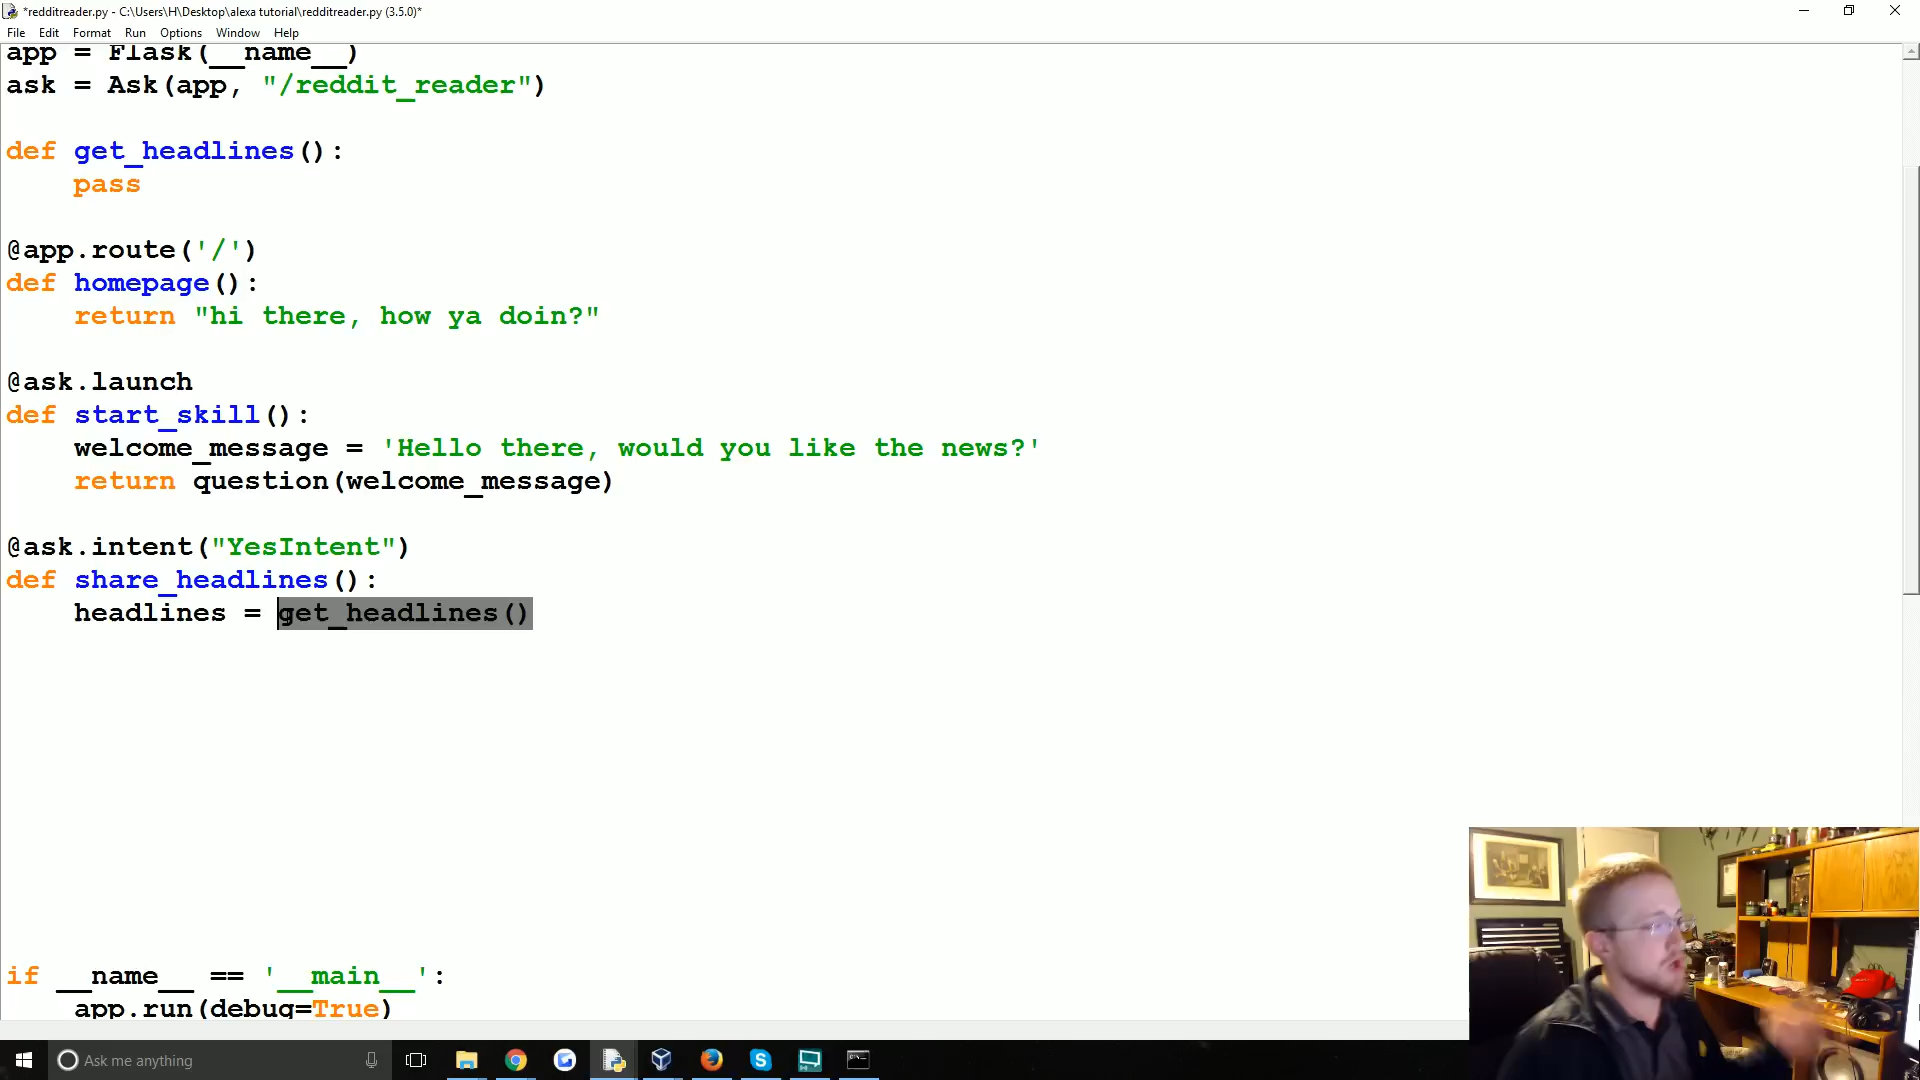 *redditreader.py - C:\Users\H\Desktop\alexa tutorial\redditreader.py (3.5.0)*
File Edit Format Run Options Window Help
app = Flask(__name__)
ask = Ask(app, "/reddit_reader")
def get_headlines():
pass
@app.route('/')
def homepage():
return "hi there, how ya doin?"
@ask.launch
def start_skill():
welcome_message = 'Hello there, would you like the news?'
return question(welcome_message)
@ask.intent("YesIntent")
def share_headlines():
headlines = get_headlines()
if __name__ == '__main__':
app.run(debug=True)
Ask me anything